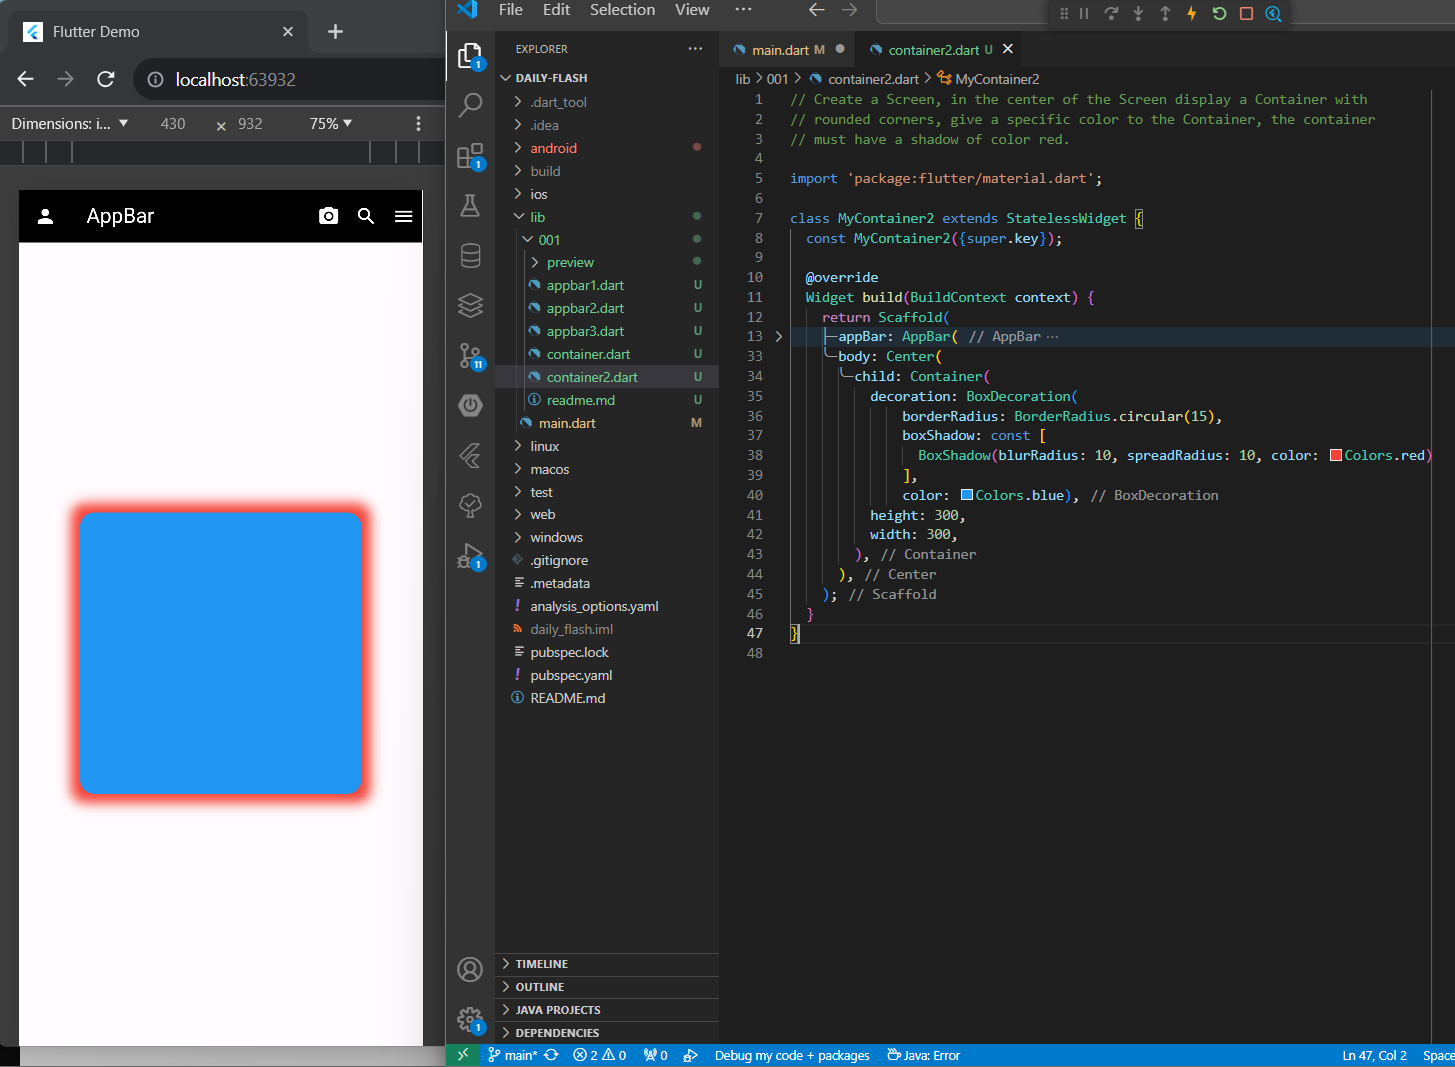 Flutter Demo
localhost:63932
Dimensions: i... 430 × 932 75%
AppBar
File Edit Selection View ...
EXPLORER
DAILY-FLASH
.dart_tool
.idea
android
build
ios
lib
001
preview
appbar1.dart U
appbar2.dart U
appbar3.dart U
container.dart U
container2.dart U
readme.md U
main.dart M
linux
macos
test
web
windows
.gitignore
.metadata
analysis_options.yaml
daily_flash.iml
pubspec.lock
pubspec.yaml
README.md
TIMELINE
OUTLINE
JAVA PROJECTS
DEPENDENCIES
main.dart M container2.dart U
lib > 001 > container2.dart > MyContainer2
1 // Create a Screen, in the center of the Screen display a Container with
2 // rounded corners, give a specific color to the Container, the container
3 // must have a shadow of color red.
4
5 import 'package:flutter/material.dart';
6
7 class MyContainer2 extends StatelessWidget {
8 const MyContainer2({super.key});
9
10 @override
11 Widget build(BuildContext context) {
12 return Scaffold(
13 appBar: AppBar( // AppBar ...
33 body: Center(
34 child: Container(
35 decoration: BoxDecoration(
36 borderRadius: BorderRadius.circular(15),
37 boxShadow: const [
38 BoxShadow(blurRadius: 10, spreadRadius: 10, color: Colors.red)
39 ],
40 color: Colors.blue), // BoxDecoration
41 height: 300,
42 width: 300,
43 ), // Container
44 ), // Center
45 ); // Scaffold
46 }
47 }
48
1
1
11
1
1
main* 2 0 0 Debug my code + packages Java: Error Ln 47, Col 2 Space